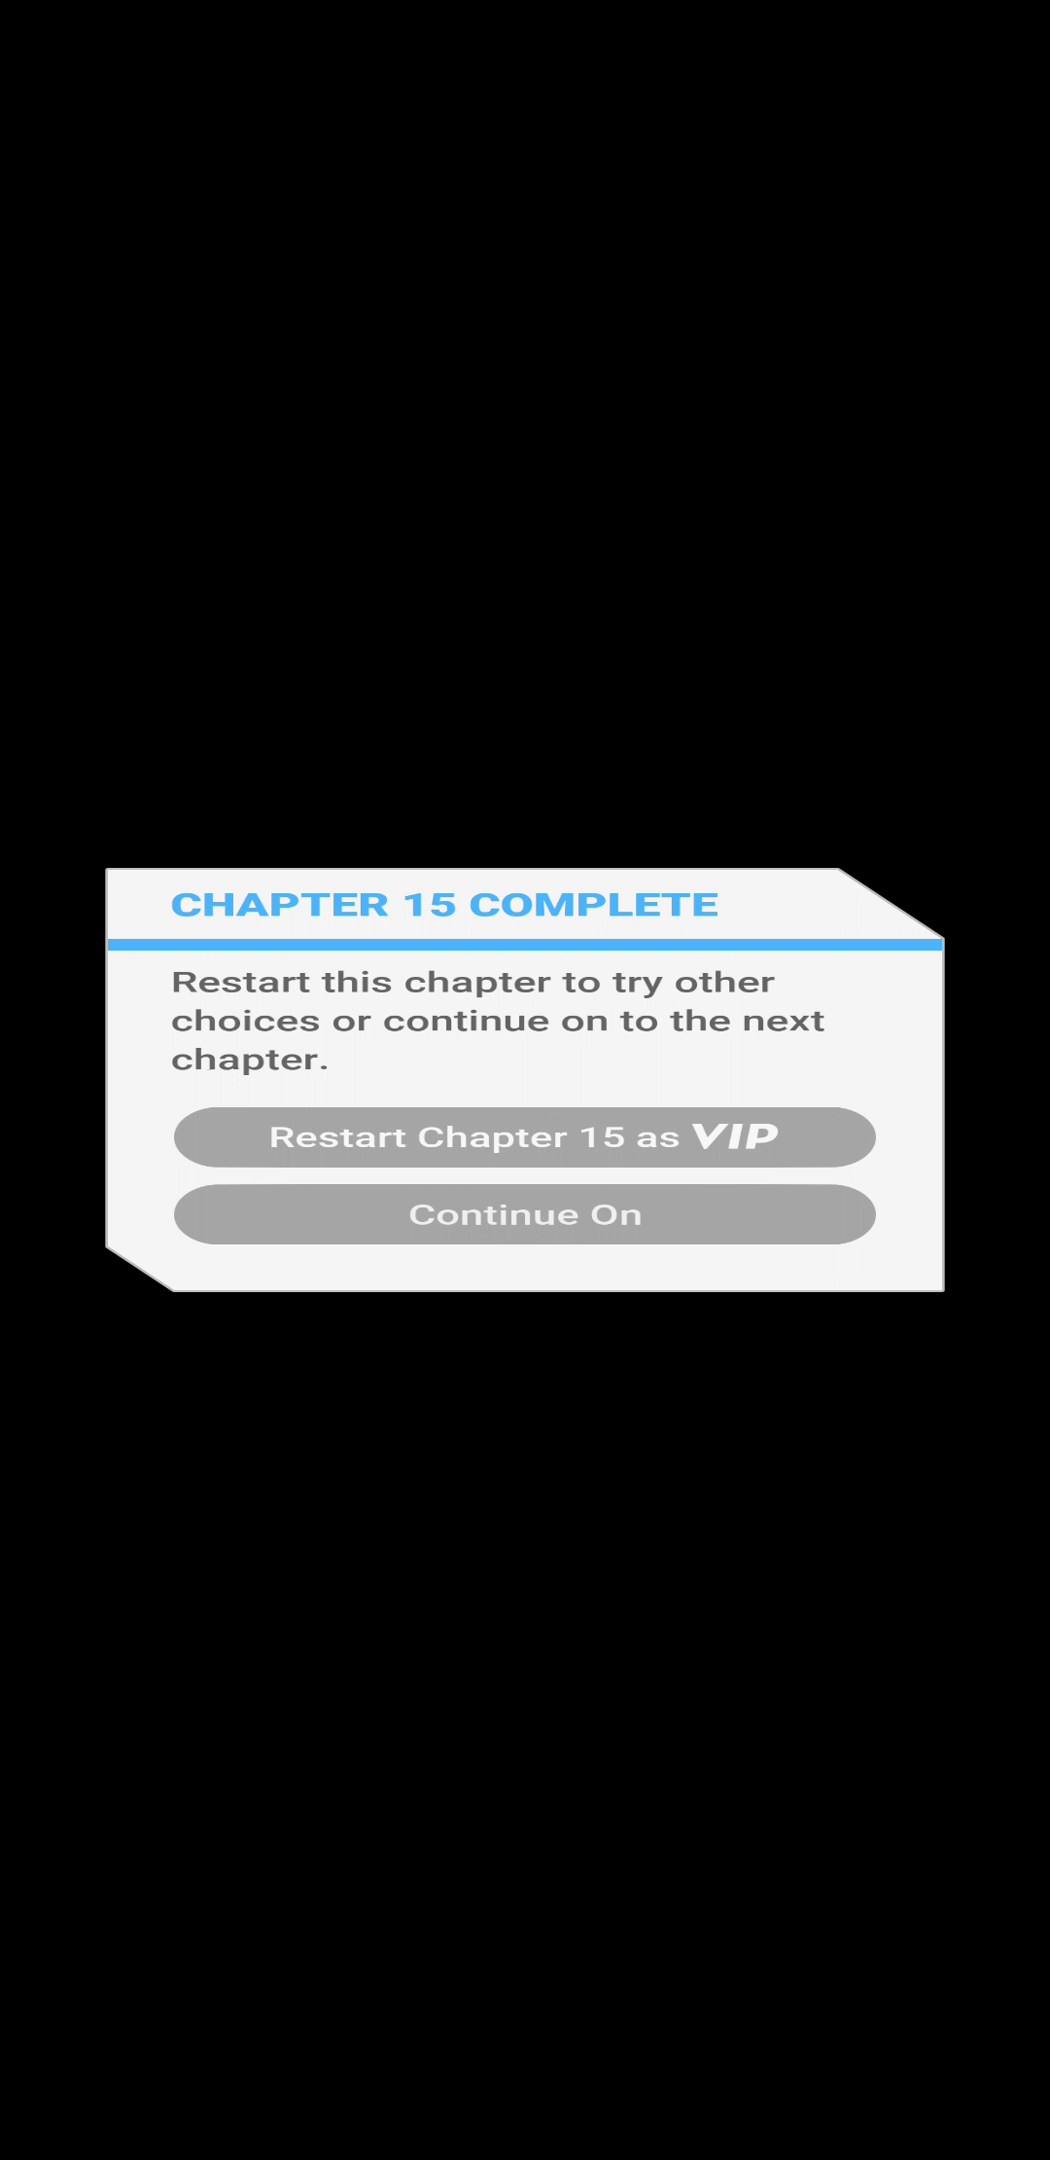 CHAPTER 15 COMPLETE
Restart this chapter to try other
choices or continue on to the next
chapter.
Restart Chapter 15 as VIP
Continue On